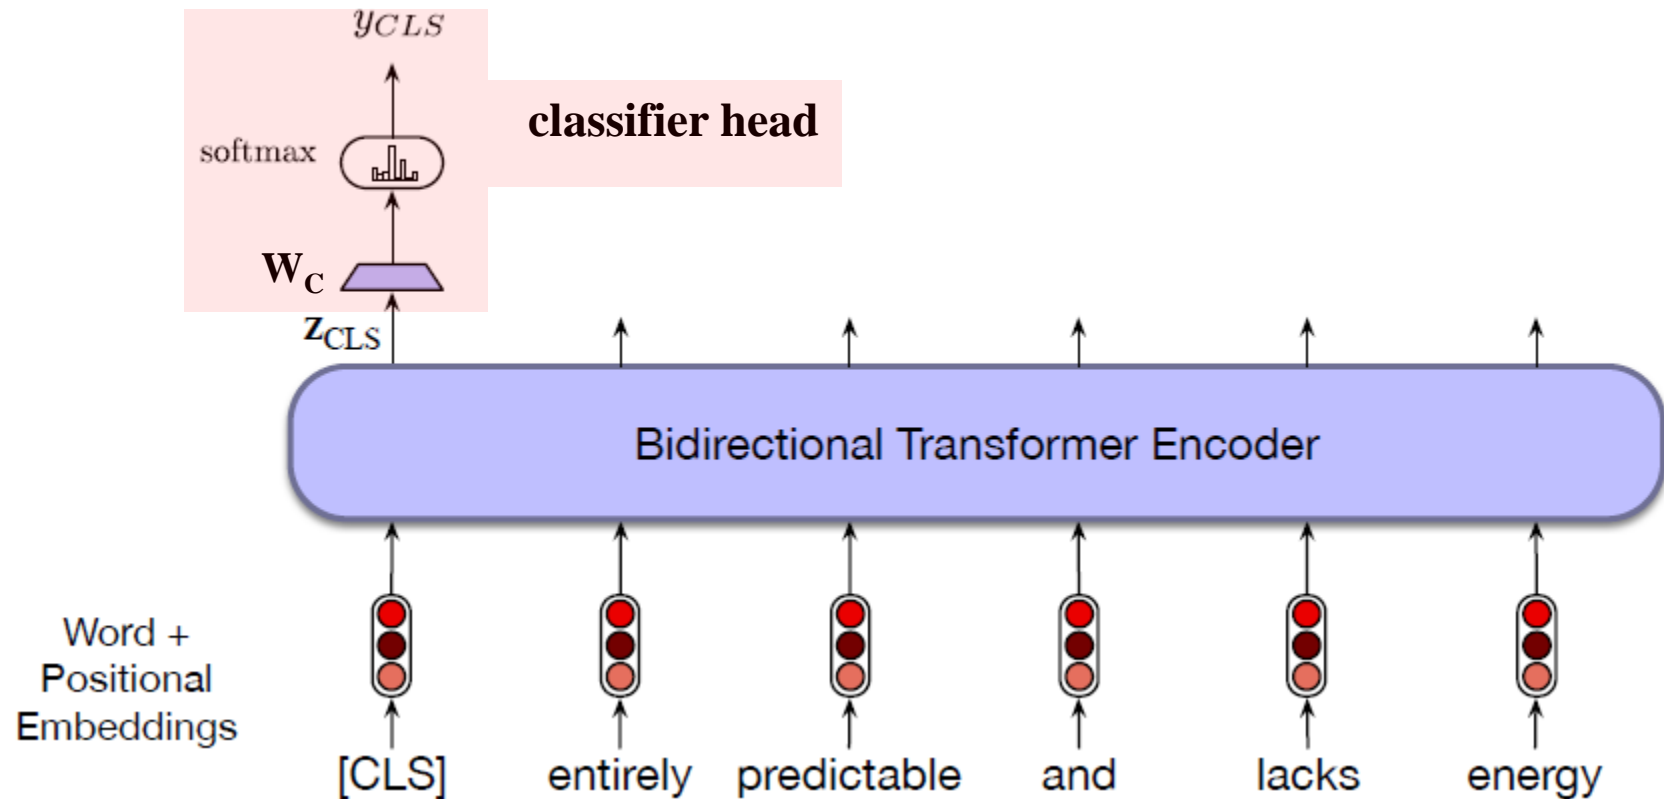 yCLS
classifier head
softmax
WC
zCLS
Bidirectional Transformer Encoder
Word +
Positional
Embeddings
[CLS] entirely predictable and lacks energy